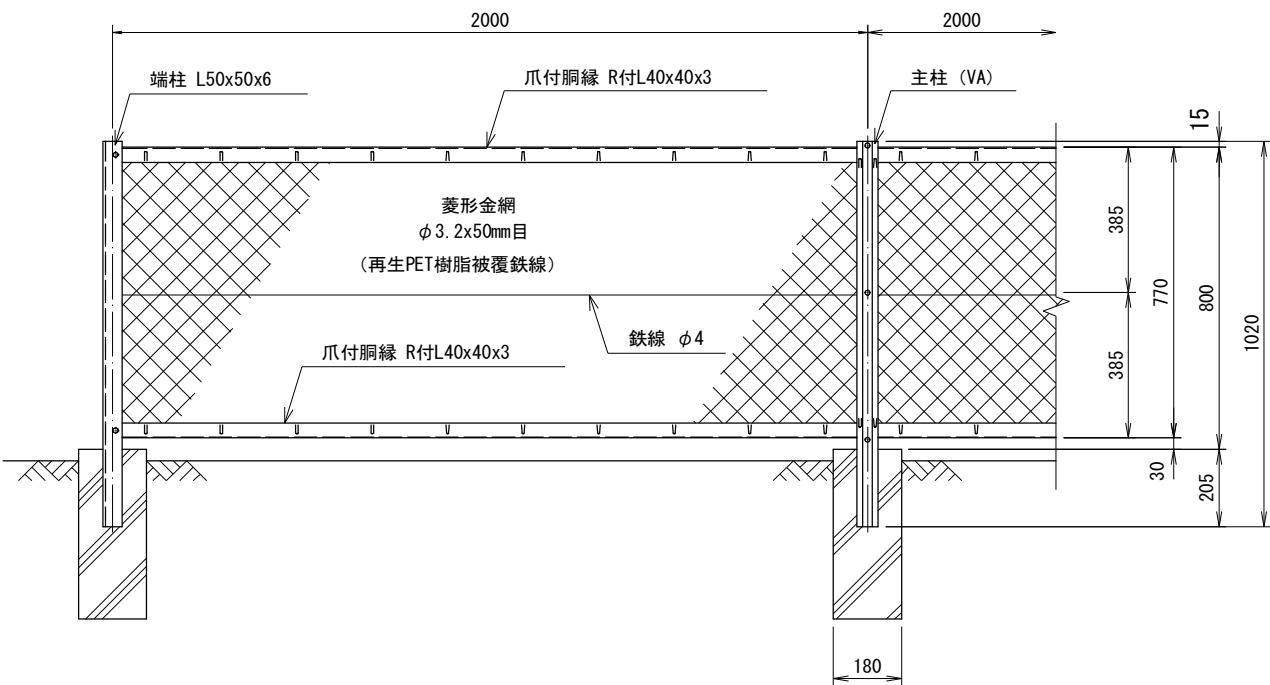 2000
2000
端柱 L50x50x6
爪付胴縁 R付L40x40x3
主柱 (VA)
15
菱形金網
φ3.2x50mm目
(再生PET樹脂被覆鉄線)
385
770
800
1020
鉄線 φ4
爪付胴縁 R付L40x40x3
385
30
205
180